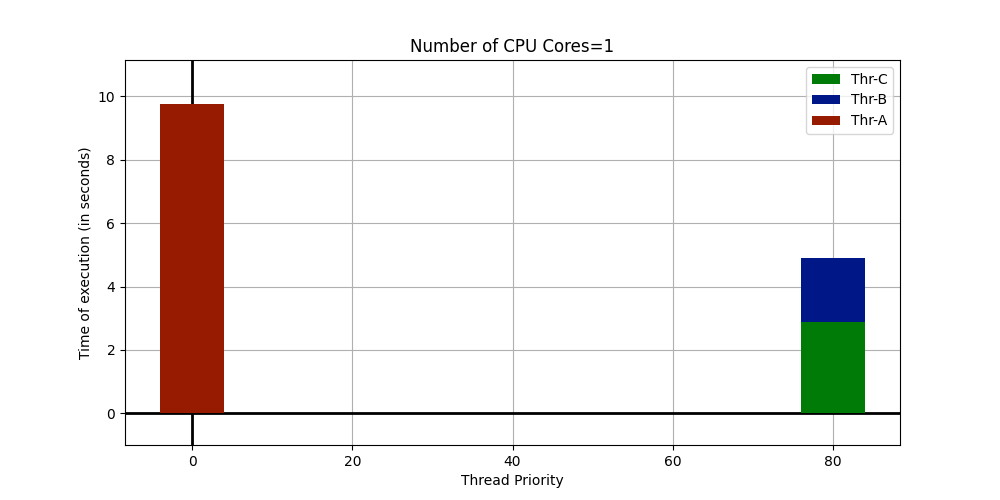 Number of CPU Cores=1
Thr-C
Thr-B
Thr-A
Time of execution (in seconds)
10
8
6
4
2
0
0 20 40 60 80
Thread Priority